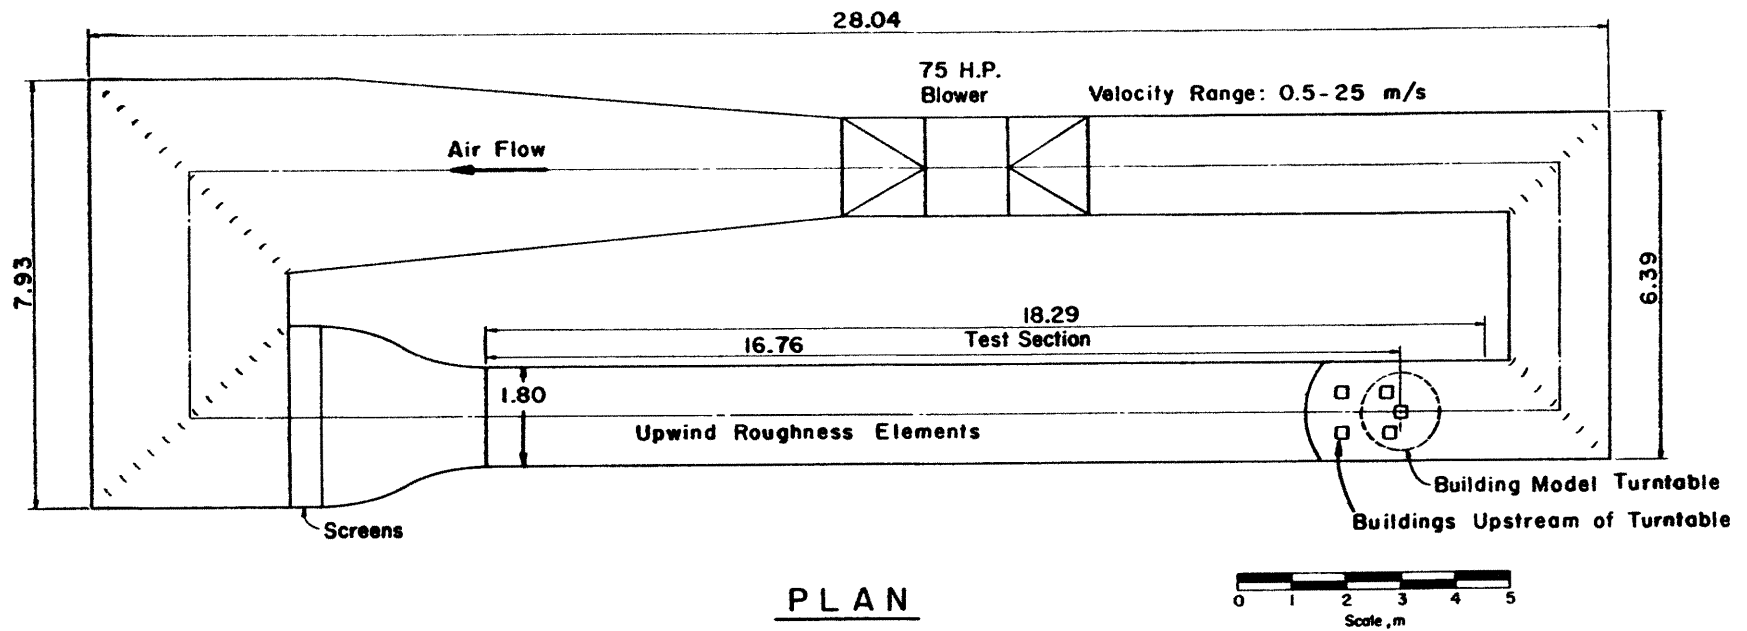 28.04
75 H.P.
Blower
Velocity Range: 0.5-25 m/s
Air Flow
7.93
6.39
18.29
Test Section
16.76
1.80
Upwind Roughness Elements
Building Model Turntable
Buildings Upstream of Turntable
Screens
PLAN
0 1 2 3 4 5
Scale, m